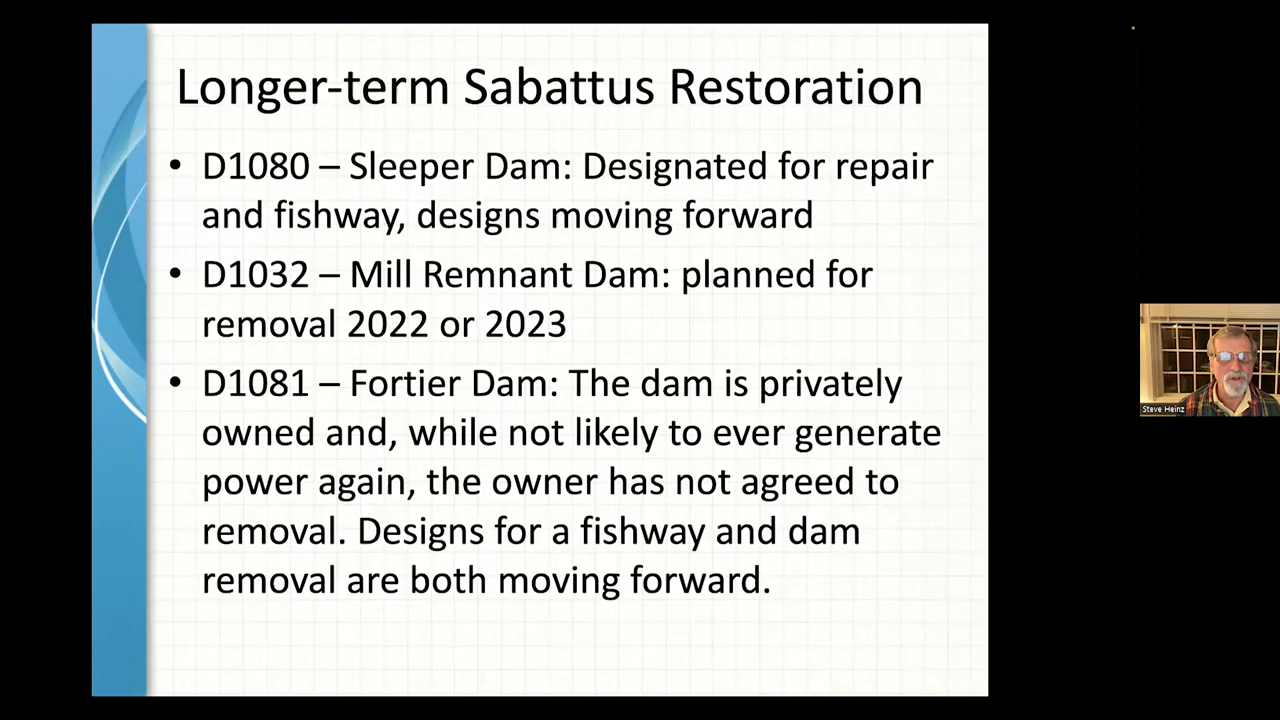 Longer-term Sabattus Restoration
• D1080 – Sleeper Dam: Designated for repair
and fishway, designs moving forward
• D1032 – Mill Remnant Dam: planned for
removal 2022 or 2023
• D1081 – Fortier Dam: The dam is privately
owned and, while not likely to ever generate
power again, the owner has not agreed to
removal. Designs for a fishway and dam
removal are both moving forward.
Steve Heinz